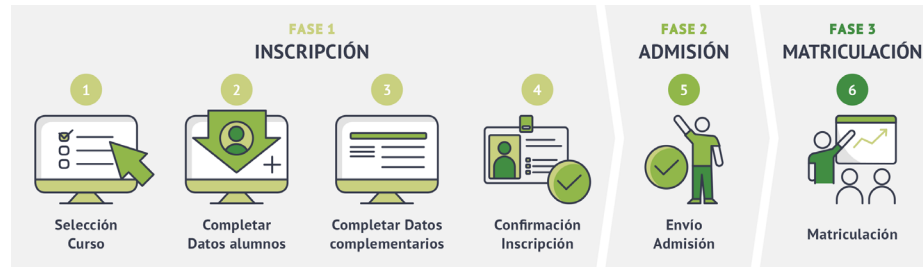 FASE 1
INSCRIPCIÓN
FASE 2
ADMISIÓN
FASE 3
MATRICULACIÓN
1
2
3
4
5
6
Selección
Curso
Completar
Datos alumnos
Completar Datos
complementarios
Confirmación
Inscripción
Envío
Admisión
Matriculación